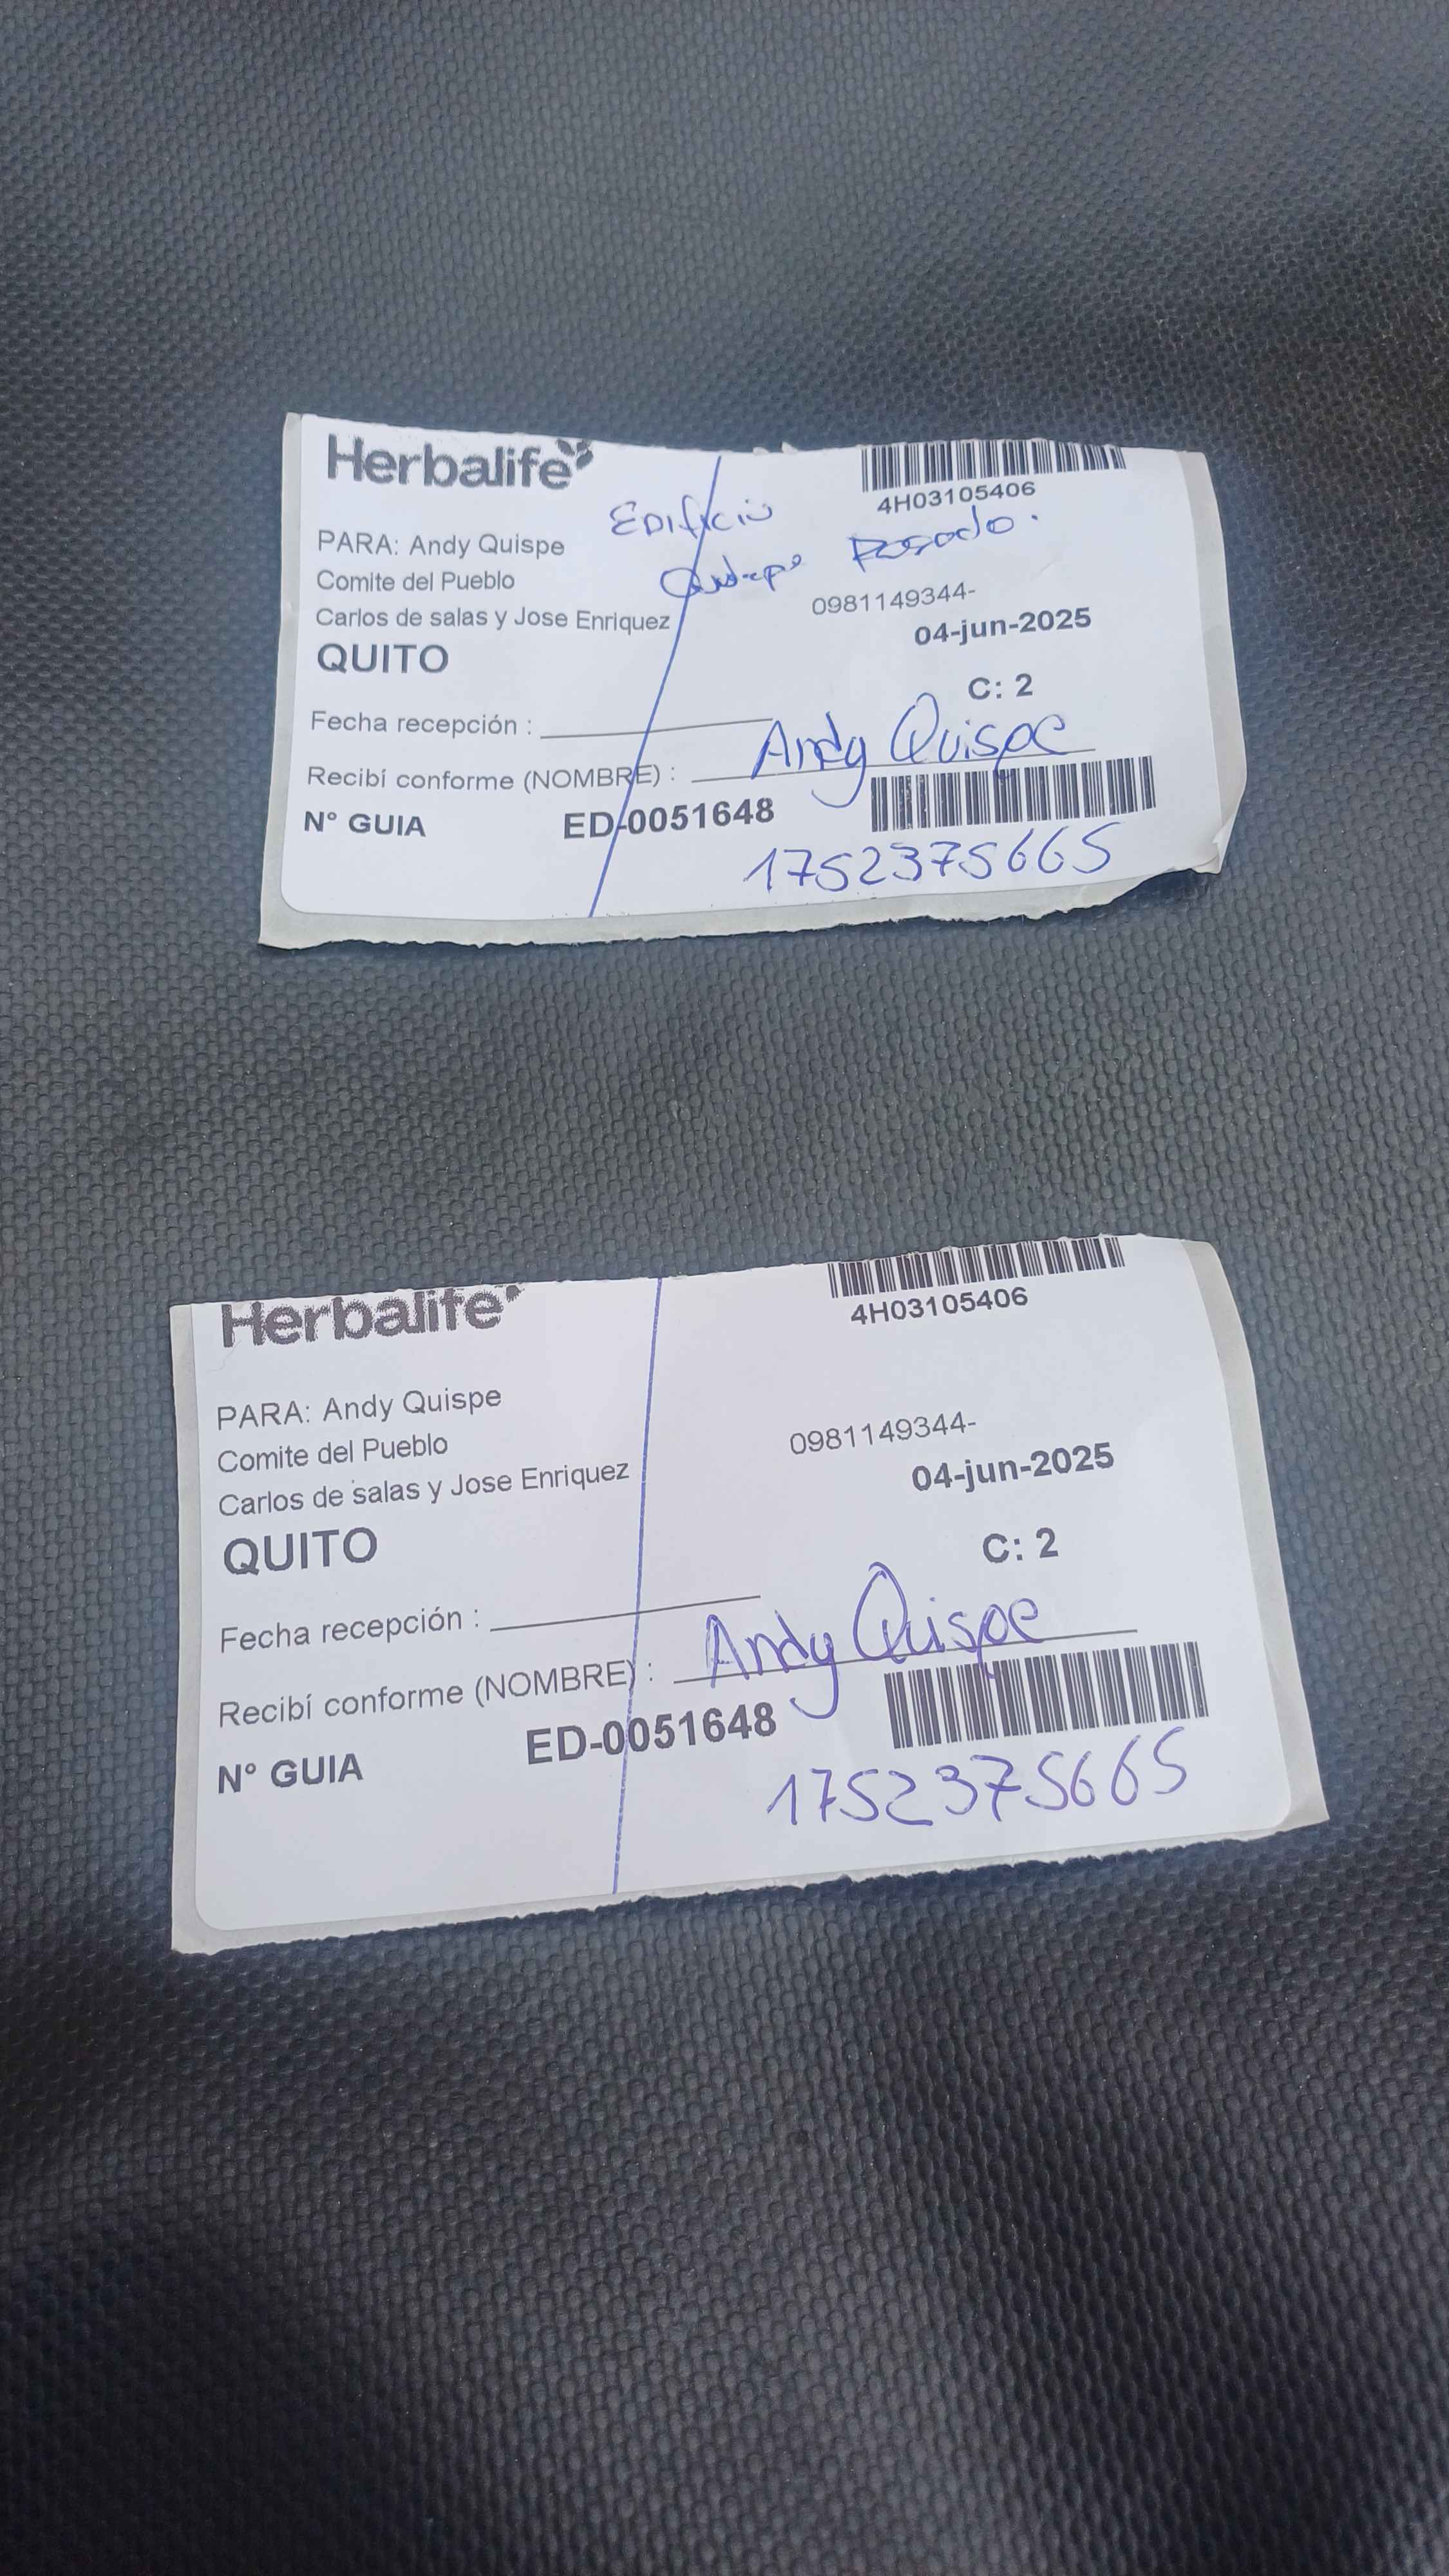 Herbalife
4H03105406
Edificio
PARA: Andy Quispe
Rosado.
Comite del Pueblo
0981149344-
Carlos de salas y Jose Enriquez
04-jun-2025
QUITO
C: 2
Fecha recepción :
Andy Quispe
Recibí conforme (NOMBRE) :
N° GUIA ED-0051648
1752375665
Herbalife
4H03105406
PARA: Andy Quispe
Comite del Pueblo
0981149344-
Carlos de salas y Jose Enriquez
04-jun-2025
QUITO
C: 2
Fecha recepción :
Andy Quispe
Recibí conforme (NOMBRE) :
N° GUIA ED-0051648
1752375665